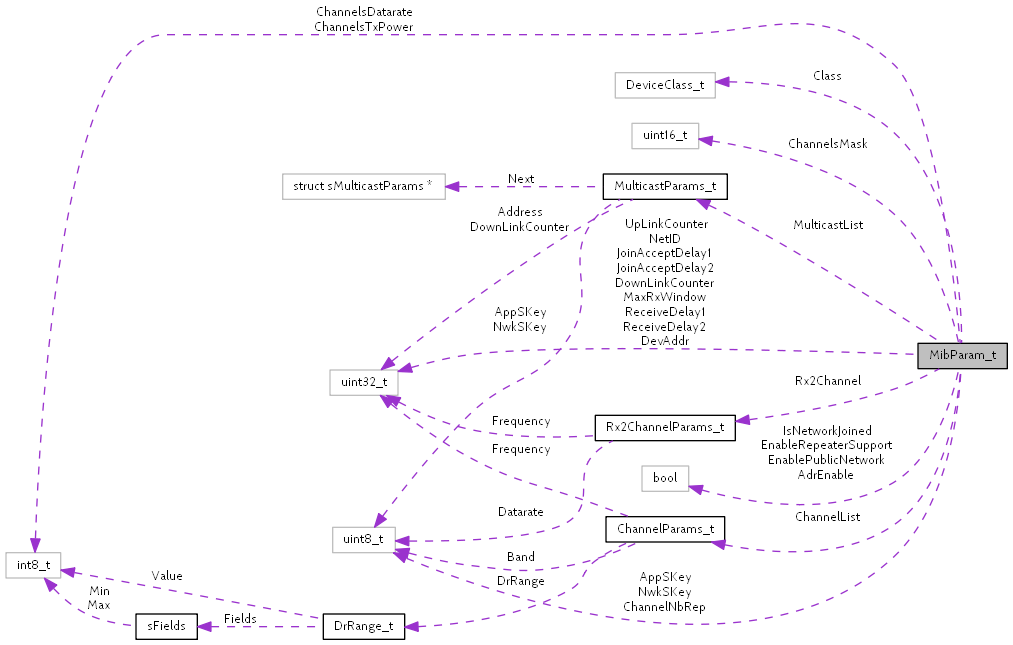 ChannelsDatarate
ChannelsTxPower
Class
DeviceClass_t
uint16_t
ChannelsMask
struct sMulticastParams *
Next
MulticastParams_t
Address
DownLinkCounter
UpLinkCounter
NetID
JoinAcceptDelay1
JoinAcceptDelay2
DownLinkCounter
MaxRxWindow
ReceiveDelay1
ReceiveDelay2
DevAddr
MulticastList
AppSKey
NwkSKey
MibParam_t
uint32_t
Rx2Channel
Frequency
Rx2ChannelParams_t
Frequency
IsNetworkJoined
EnableRepeaterSupport
EnablePublicNetwork
AdrEnable
bool
Datarate
ChannelParams_t
ChannelList
uint8_t
Band
int8_t
Value
DrRange
AppSKey
NwkSKey
ChannelNbRep
Min
Max
sFields
Fields
DrRange_t